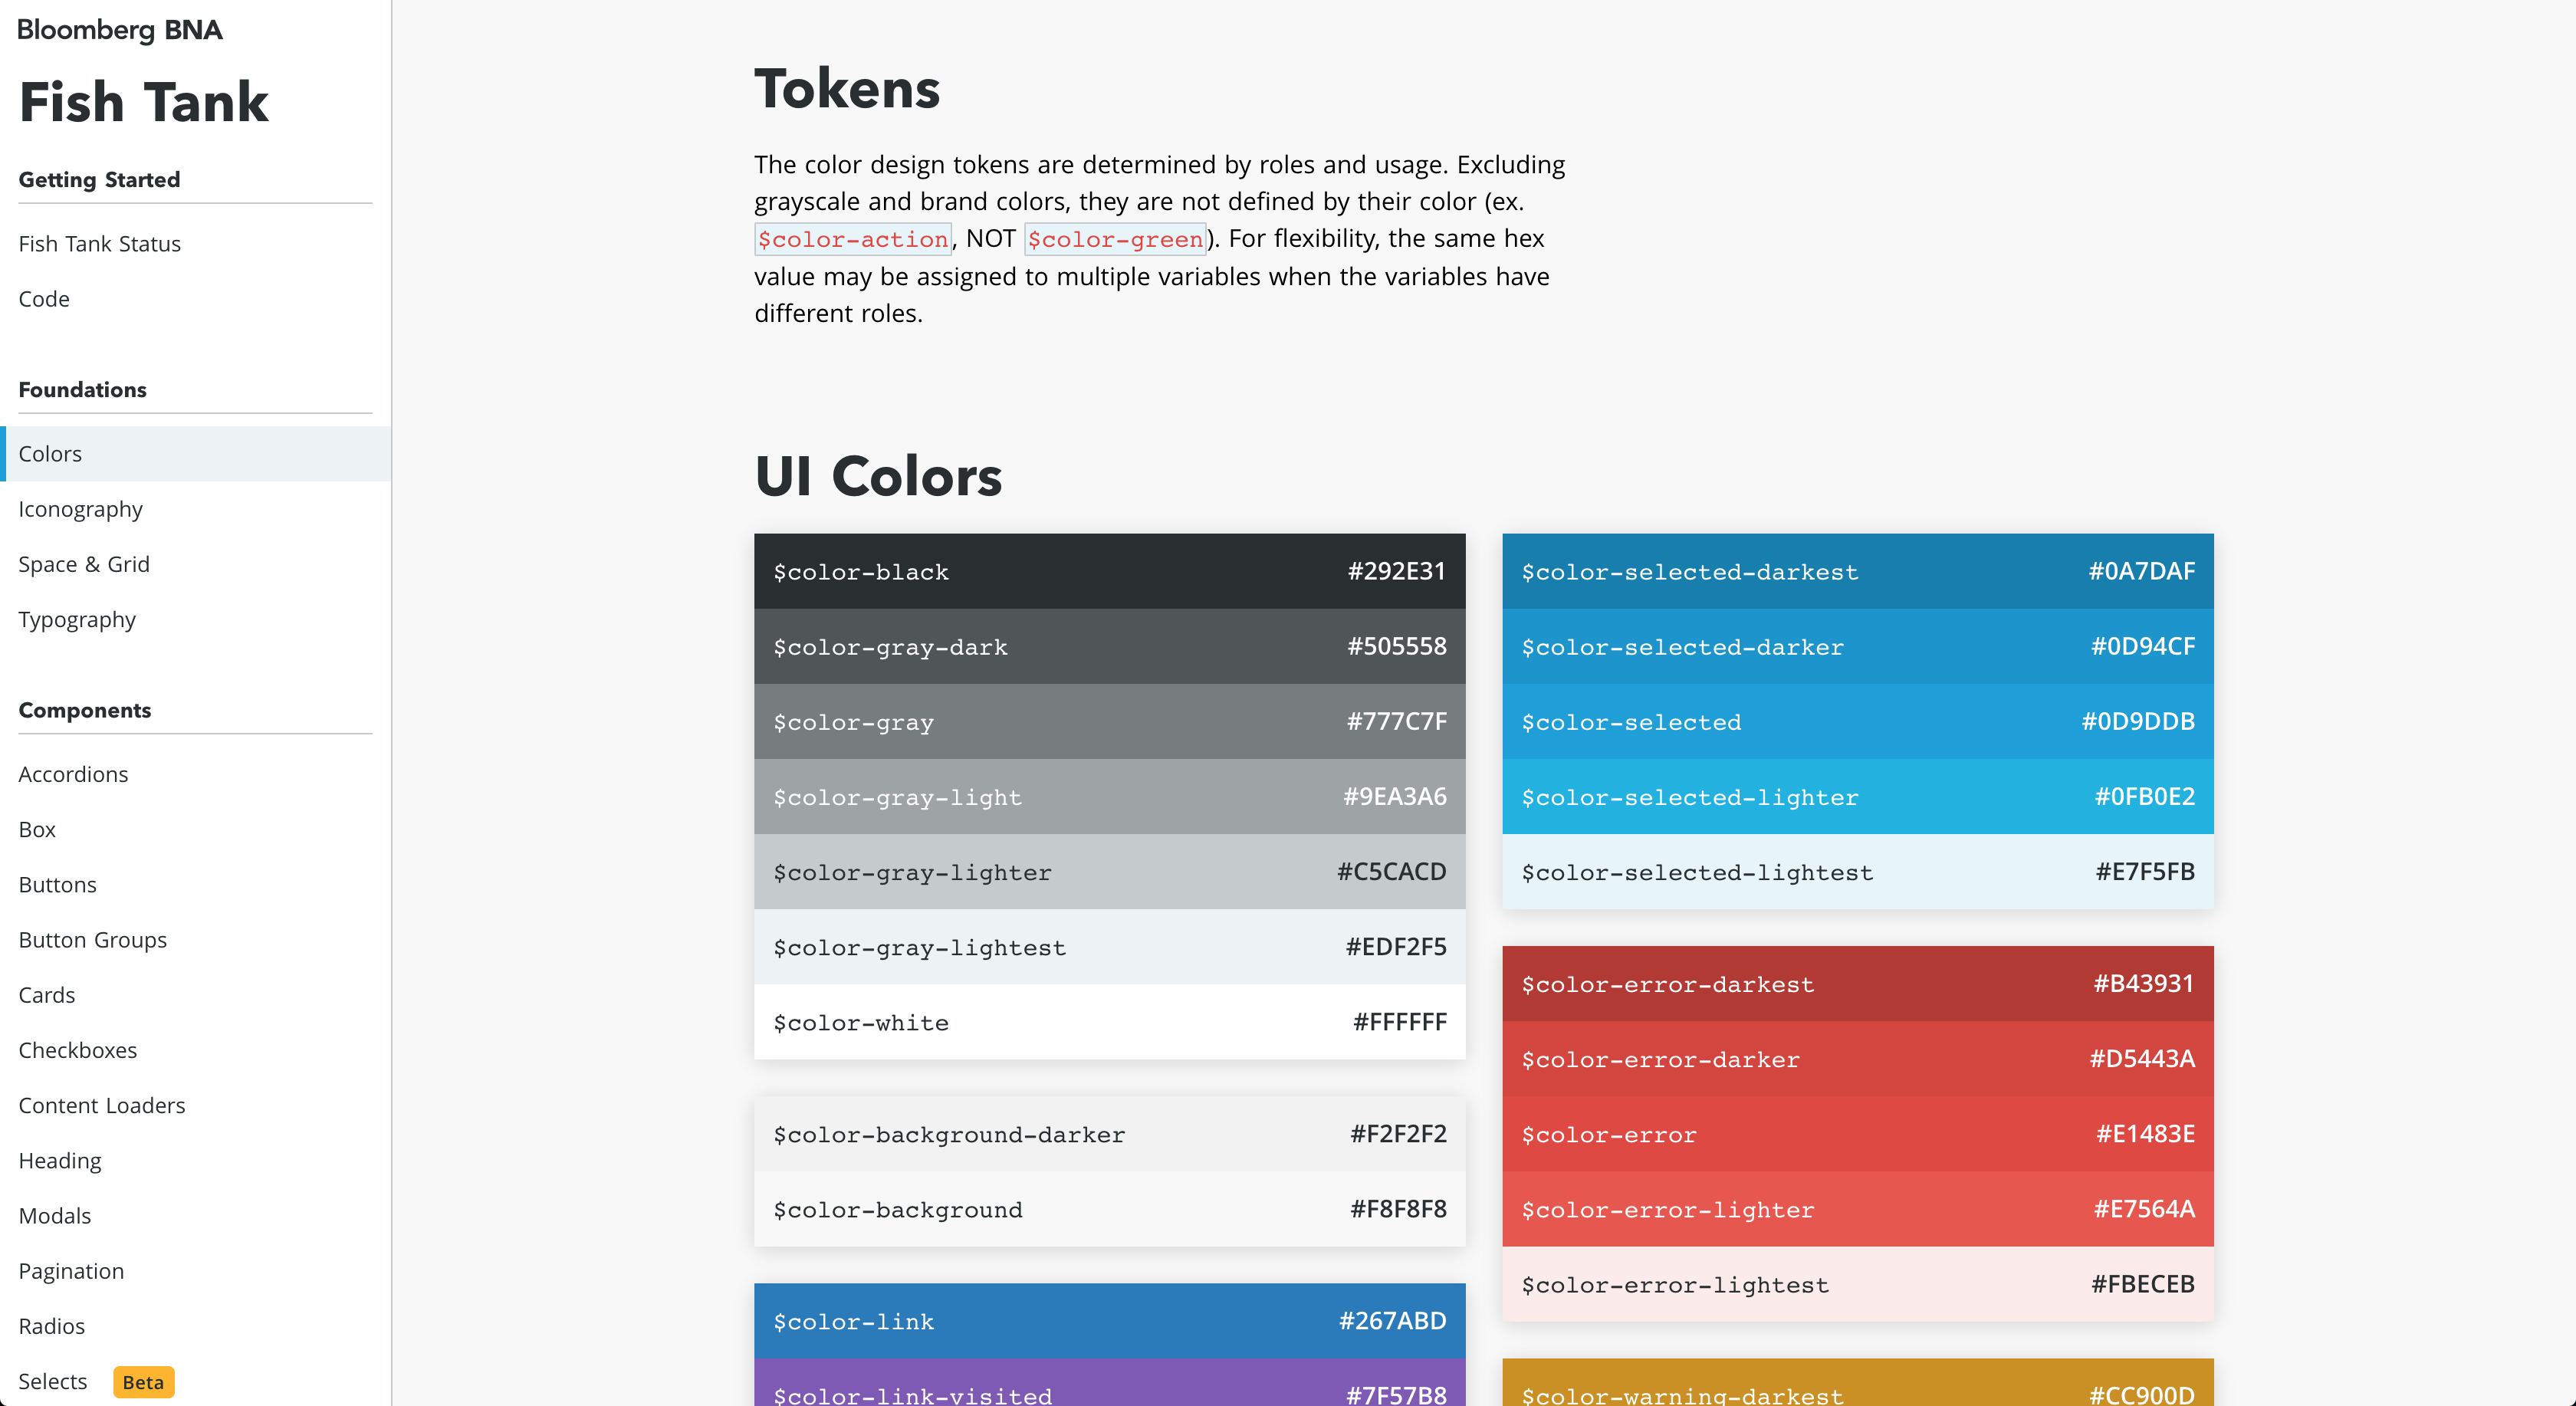 Bloomberg BNA
Fish Tank
Getting Started
Fish Tank Status
Code
Foundations
Colors
Iconography
Space & Grid
Typography
Components
Accordions
Box
Buttons
Button Groups
Cards
Checkboxes
Content Loaders
Heading
Modals
Pagination
Radios
Selects Beta
Tokens
The color design tokens are determined by roles and usage. Excluding
grayscale and brand colors, they are not defined by their color (ex.
$color-action, NOT $color-green). For flexibility, the same hex
value may be assigned to multiple variables when the variables have
different roles.
UI Colors
$color-black #292E31
$color-gray-dark #505558
$color-gray #777C7F
$color-gray-light #9EA3A6
$color-gray-lighter #C5CACD
$color-gray-lightest #EDF2F5
$color-white #FFFFFF
$color-background-darker #F2F2F2
$color-background #F8F8F8
$color-link #267ABD
$color-link-visited #7F57B8
$color-selected-darkest #0A7DAF
$color-selected-darker #0D94CF
$color-selected #0D9DDB
$color-selected-lighter #0FB0E2
$color-selected-lightest #E7F5FB
$color-error-darkest #B43931
$color-error-darker #D5443A
$color-error #E1483E
$color-error-lighter #E7564A
$color-error-lightest #FBECEB
$color-warning-darkest #CC900D